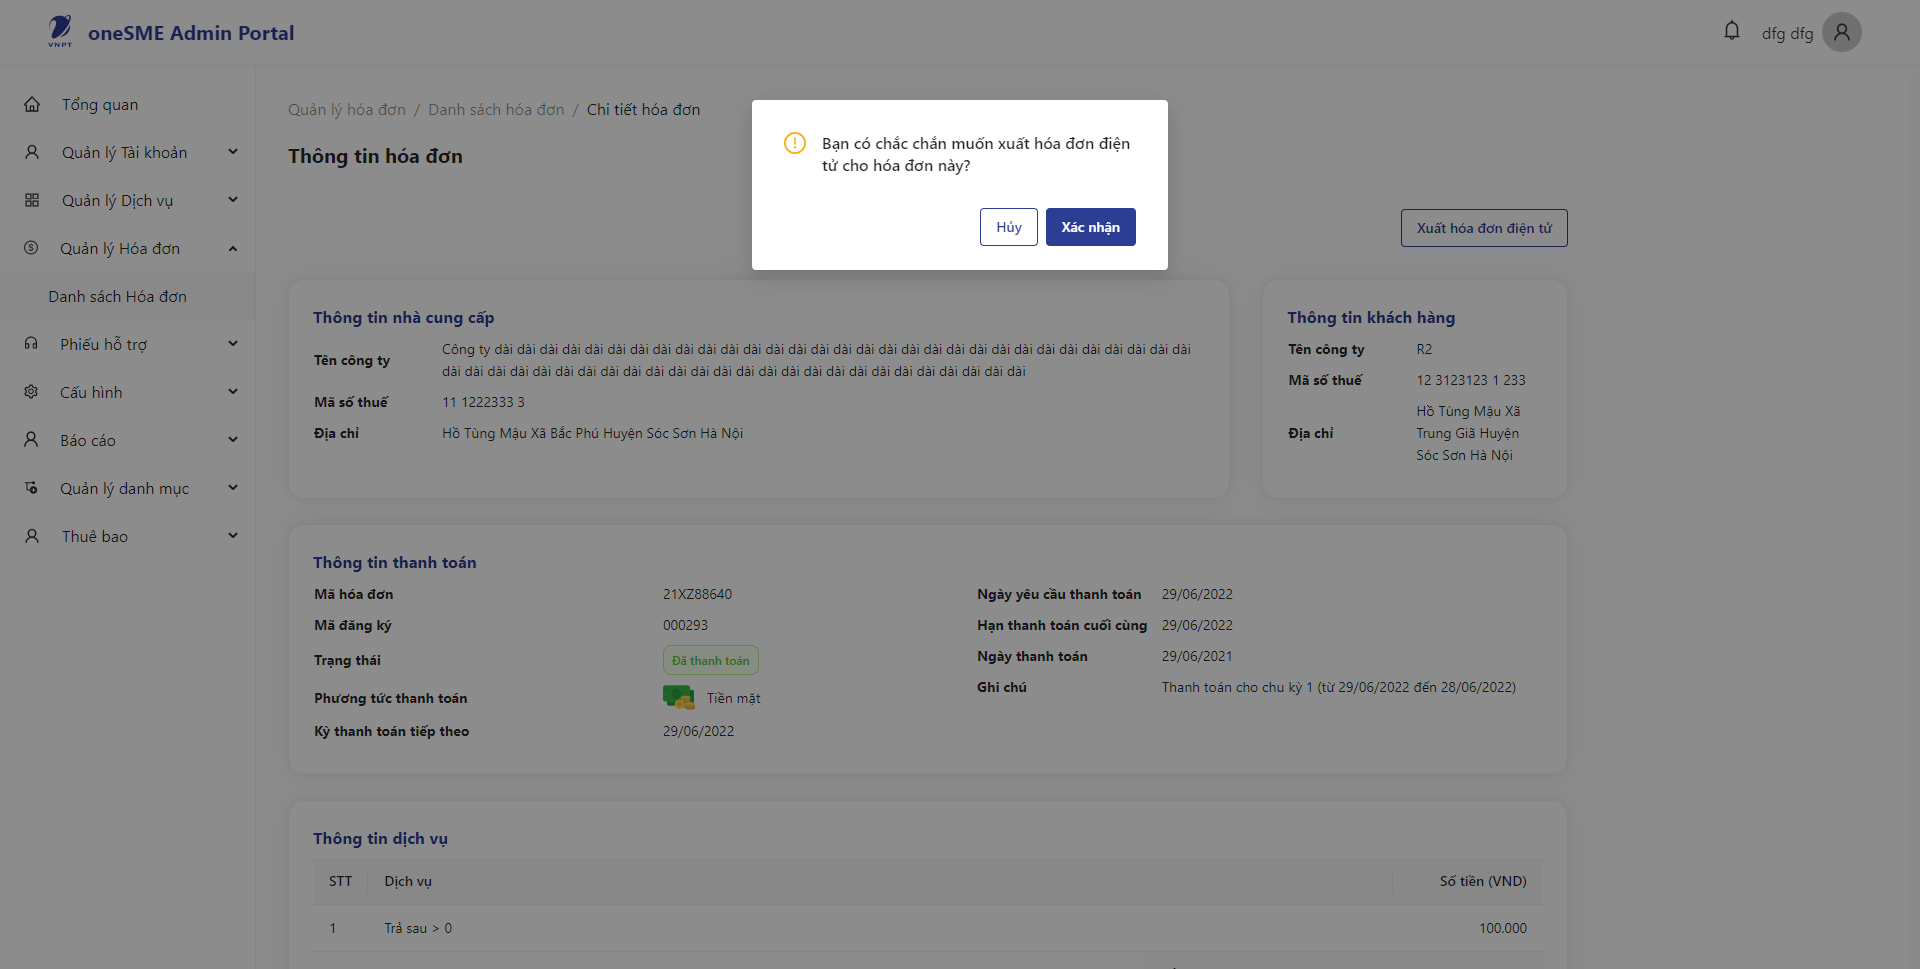 VNPT
oneSME Admin Portal
dfg dfg
Tổng quan
Quản lý Tài khoản
Quản lý Dịch vụ
Quản lý Hóa đơn
Danh sách Hóa đơn
Phiếu hỗ trợ
Cấu hình
Báo cáo
Quản lý danh mục
Thuê bao
Quản lý hóa đơn / Danh sách hóa đơn / Chi tiết hóa đơn
Thông tin hóa đơn
Bạn có chắc chắn muốn xuất hóa đơn điện
tử cho hóa đơn này?
Hủy
Xác nhận
Xuất hóa đơn điện tử
Thông tin nhà cung cấp
Tên công ty
Công ty dài dài dài dài dài dài dài dài dài dài dài dài dài dài dài dài dài dài dài dài dài dài dài dài dài dài dài dài dài dài dài
dài dài dài dài dài dài dài dài dài dài dài dài dài dài dài dài dài dài dài dài dài dài dài dài dài dài
Mã số thuế
11 1222333 3
Địa chỉ
Hồ Tùng Mậu Xã Bắc Phú Huyện Sóc Sơn Hà Nội
Thông tin khách hàng
Tên công ty
R2
Mã số thuế
12 3123123 1 233
Địa chỉ
Hồ Tùng Mậu Xã
Trung Giã Huyện
Sóc Sơn Hà Nội
Thông tin thanh toán
Mã hóa đơn
21XZ88640
Mã đăng ký
000293
Trạng thái
Đã thanh toán
Phương tức thanh toán
Tiền mặt
Kỳ thanh toán tiếp theo
29/06/2022
Ngày yêu cầu thanh toán
29/06/2022
Hạn thanh toán cuối cùng
29/06/2022
Ngày thanh toán
29/06/2021
Ghi chú
Thanh toán cho chu kỳ 1 (từ 29/06/2022 đến 28/06/2022)
Thông tin dịch vụ
STT
Dịch vụ
Số tiền (VND)
1
Trả sau > 0
100.000